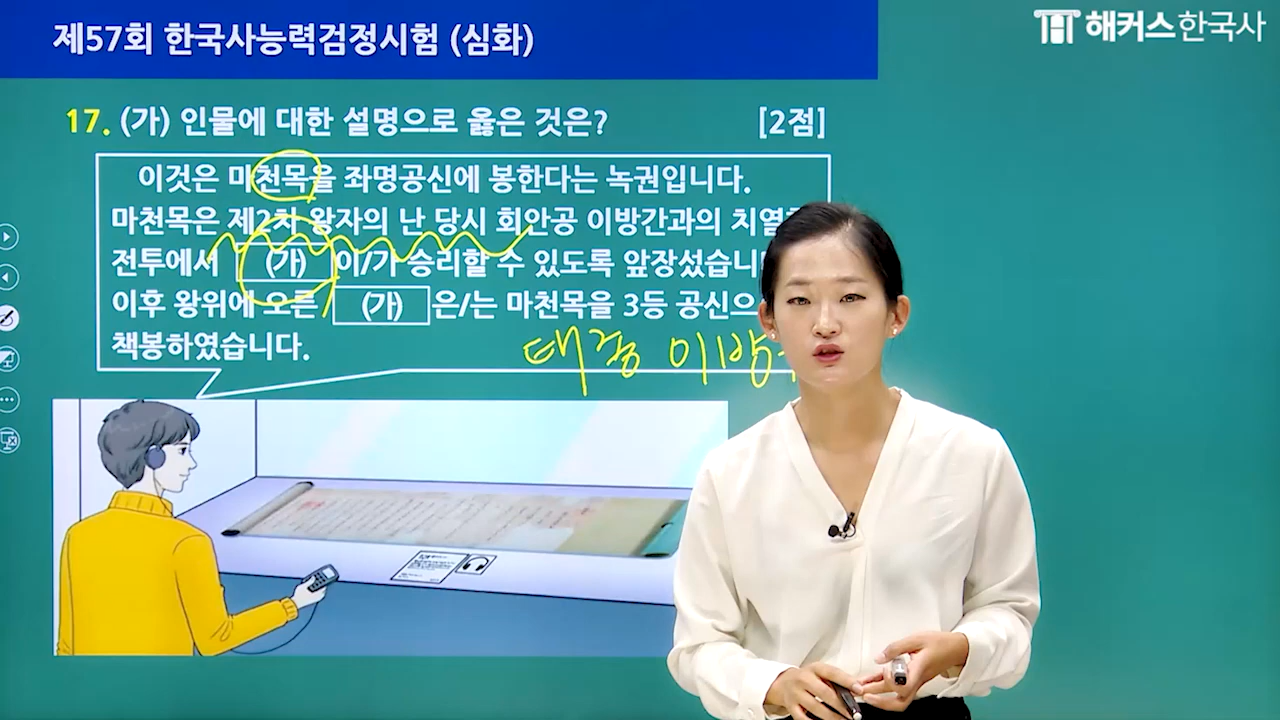 제57회 한국사능력검정시험 (심화)
해커스한국사
17. (가) 인물에 대한 설명으로 옳은 것은? [2점]
이것은 마천목을 좌명공신에 봉한다는 녹권입니다.
마천목은 제2차 왕자의 난 당시 회안공 이방간과의
전투에서 (가) 이/가 승리할 수 있도록 앞장섰습니
이후 왕위에 오른 (가) 은/는 마천목을 3등 공신으
책봉하였습니다.
태종 이방